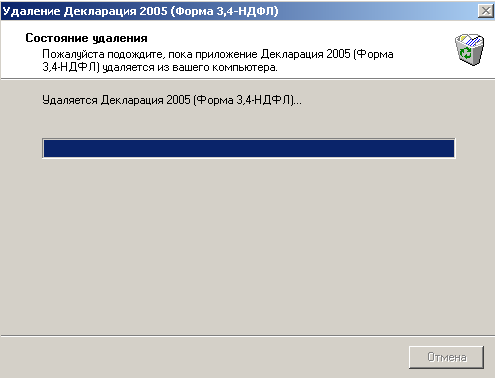 Удаление Декларация 2005 (Форма 3,4-НДФЛ)
Состояние удаления
Пожалуйста подождите, пока приложение Декларация 2005 (Форма
3,4-НДФЛ) удаляется из вашего компьютера.
Удаляется Декларация 2005 (Форма 3,4-НДФЛ)...
Отмена